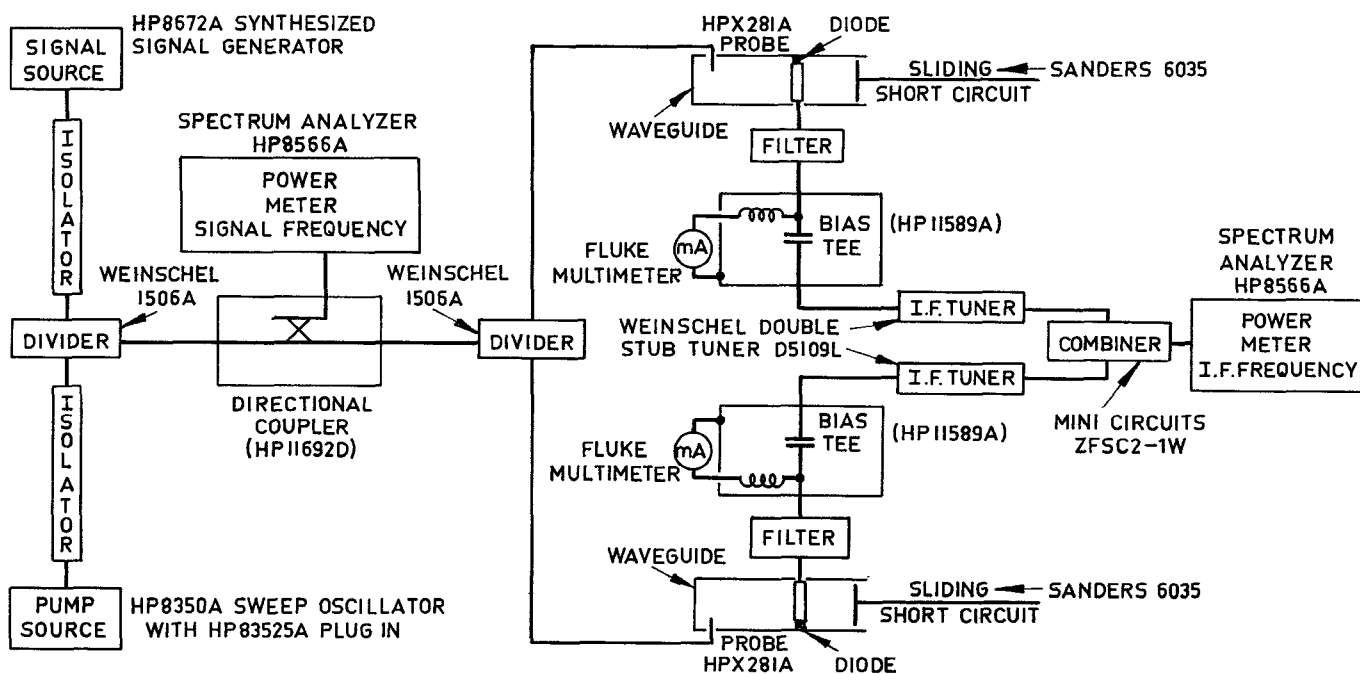 HP8672A SYNTHESIZED
SIGNAL GENERATOR
SIGNAL
SOURCE
ISOLATOR
SPECTRUM ANALYZER
HP8566A
POWER
METER
SIGNAL FREQUENCY
WEINSCHEL
1506A
WEINSCHEL
1506A
DIVIDER
DIVIDER
DIRECTIONAL
COUPLER
(HP11692D)
ISOLATOR
PUMP
SOURCE
HP8350A SWEEP OSCILLATOR
WITH HP83525A PLUG IN
HPX281A
PROBE
DIODE
SLIDING
SHORT CIRCUIT
SANDERS 6035
WAVEGUIDE
FILTER
BIAS
TEE
(HP11589A)
mA
FLUKE
MULTIMETER
I.F. TUNER
WEINSCHEL DOUBLE
STUB TUNER D5109L
I.F. TUNER
COMBINER
MINI CIRCUITS
ZFSC2-1W
SPECTRUM
ANALYZER
HP8566A
POWER
METER
I.F. FREQUENCY
BIAS
TEE
(HP11589A)
mA
FLUKE
MULTIMETER
FILTER
WAVEGUIDE
SLIDING
SHORT CIRCUIT
SANDERS 6035
PROBE
HPX281A
DIODE